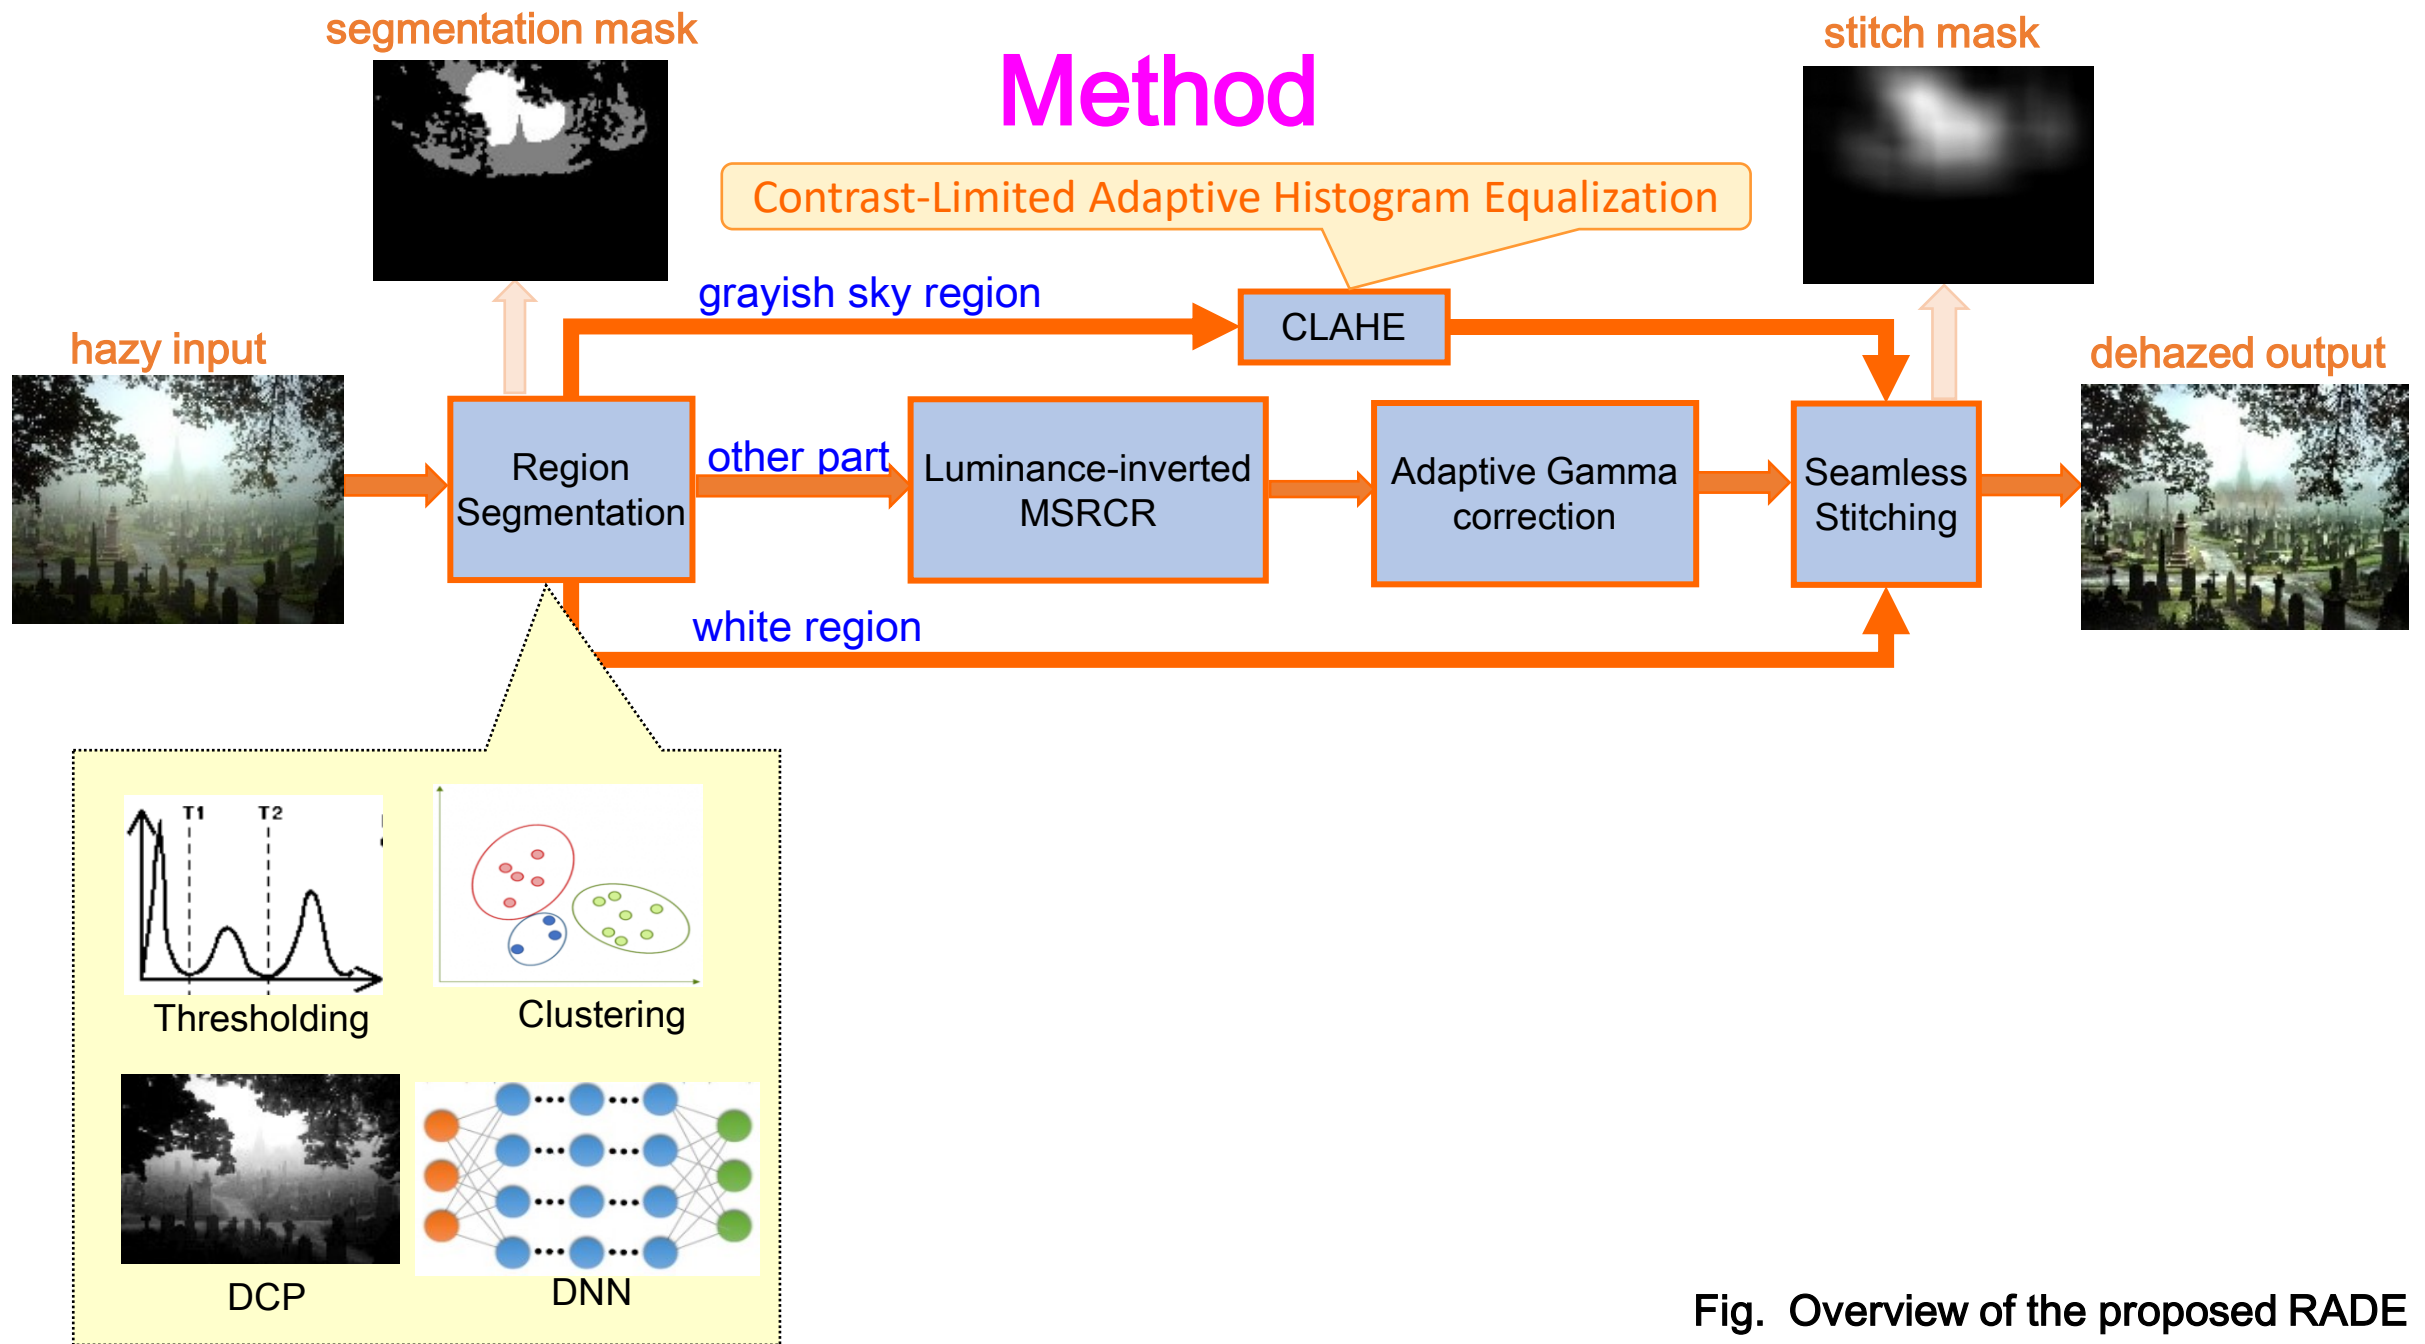 segmentation mask
Method
stitch mask
Contrast-Limited Adaptive Histogram Equalization
grayish sky region
CLAHE
hazy input
dehazed output
Region
Segmentation
other part
Luminance-inverted
MSRCR
Adaptive Gamma
correction
Seamless
Stitching
white region
T1
T2
Thresholding
Clustering
DCP
DNN
Fig. Overview of the proposed RADE